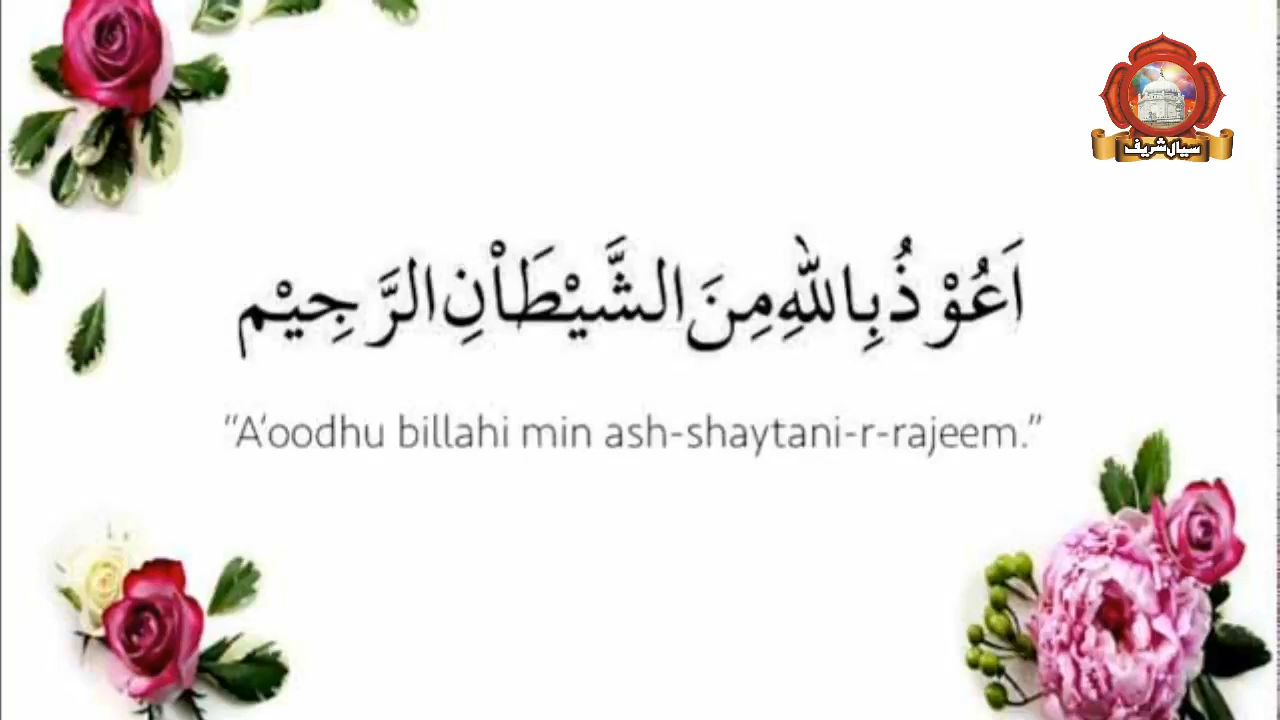 سیال شریف
اَعُوْذُ بِاللّٰهِ مِنَ الشَّيْطَاْنِ الرَّجِيْم
“A‘oodhu billahi min ash-shaytani-r-rajeem.”